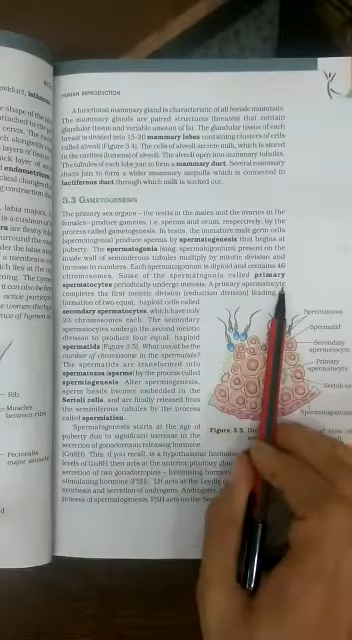 HUMAN REPRODUCTION
A functional mammary gland is characteristic of all female mammals.
The mammary glands are paired structures (breasts) that contain
glandular tissue and variable amount of fat. The glandular tissue of each
breast is divided into 15-20 mammary lobes containing clusters of cells
called alveoli (Figure 3.4). The cells of alveoli secrete milk, which is stored
in the cavities (lumens) of alveoli. The alveoli open into mammary tubules.
The tubules of each lobe join to form a mammary duct. Several mammary
ducts join to form a wider mammary ampulla which is connected to
lactiferous duct through which milk is sucked out.
3.3 GAMETOGENESIS
The primary sex organs – the testis in the males and the ovaries in the
females – produce gametes, i.e, sperms and ovum, respectively, by the
process called gametogenesis. In testis, the immature male germ cells
(spermatogonia) produce sperms by spermatogenesis that begins at
puberty. The spermatogonia (sing. spermatogonium) present on the
inside wall of seminiferous tubules multiply by mitotic division and
increase in numbers. Each spermatogonium is diploid and contains 46
chromosomes. Some of the spermatogonia called primary
spermatocytes periodically undergo meiosis. A primary spermatocyte
completes the first meiotic division (reduction division) leading
formation of two equal, haploid cells called
secondary spermatocytes, which have only
23 chromosomes each. The secondary
spermatocytes undergo the second meiotic
division to produce four equal, haploid
spermatids (Figure 3.5). What would be the
number of chromosome in the spermatids?
The spermatids are transformed into
spermatozoa (sperms) by the process called
spermiogenesis. After spermiogenesis,
sperm heads become embedded in the
Sertoli cells, and are finally released from
the seminiferous tubules by the process
called spermiation.
Spermatogenesis starts at the age of
puberty due to significant increase in the
secretion of gonadotropin releasing hormone
(GnRH). This, if you recall, is a hypothalamic hormone
levels of GnRH then acts at the anterior pituitary
secretion of two gonadotropins –
stimulating hormone (FSH). LH acts at the Leydig
synthesis and secretion of androgens. Androgens,
process of spermatogenesis. FSH acts on the
Spermatozoa
Spermatid
Secondary
spermatocyte
Primary
spermatocyte
Sertoli
Figure 3.5
oviduct,
cervix. The
layers of tissue
endometrium
labia majora,
is a cushion of
are fleshy
a membrane
Rib
Muscles
between ribs
Pectoralis
major muscle